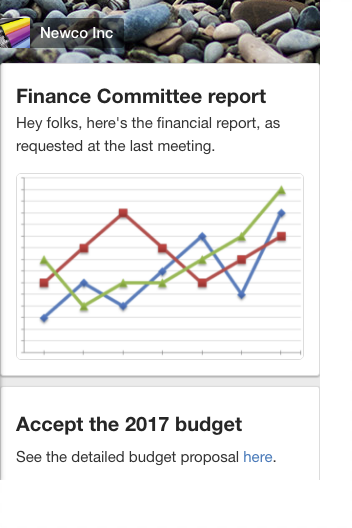 Newco Inc
Finance Committee report
Hey folks, here's the financial report, as
requested at the last meeting.
Accept the 2017 budget
See the detailed budget proposal here.